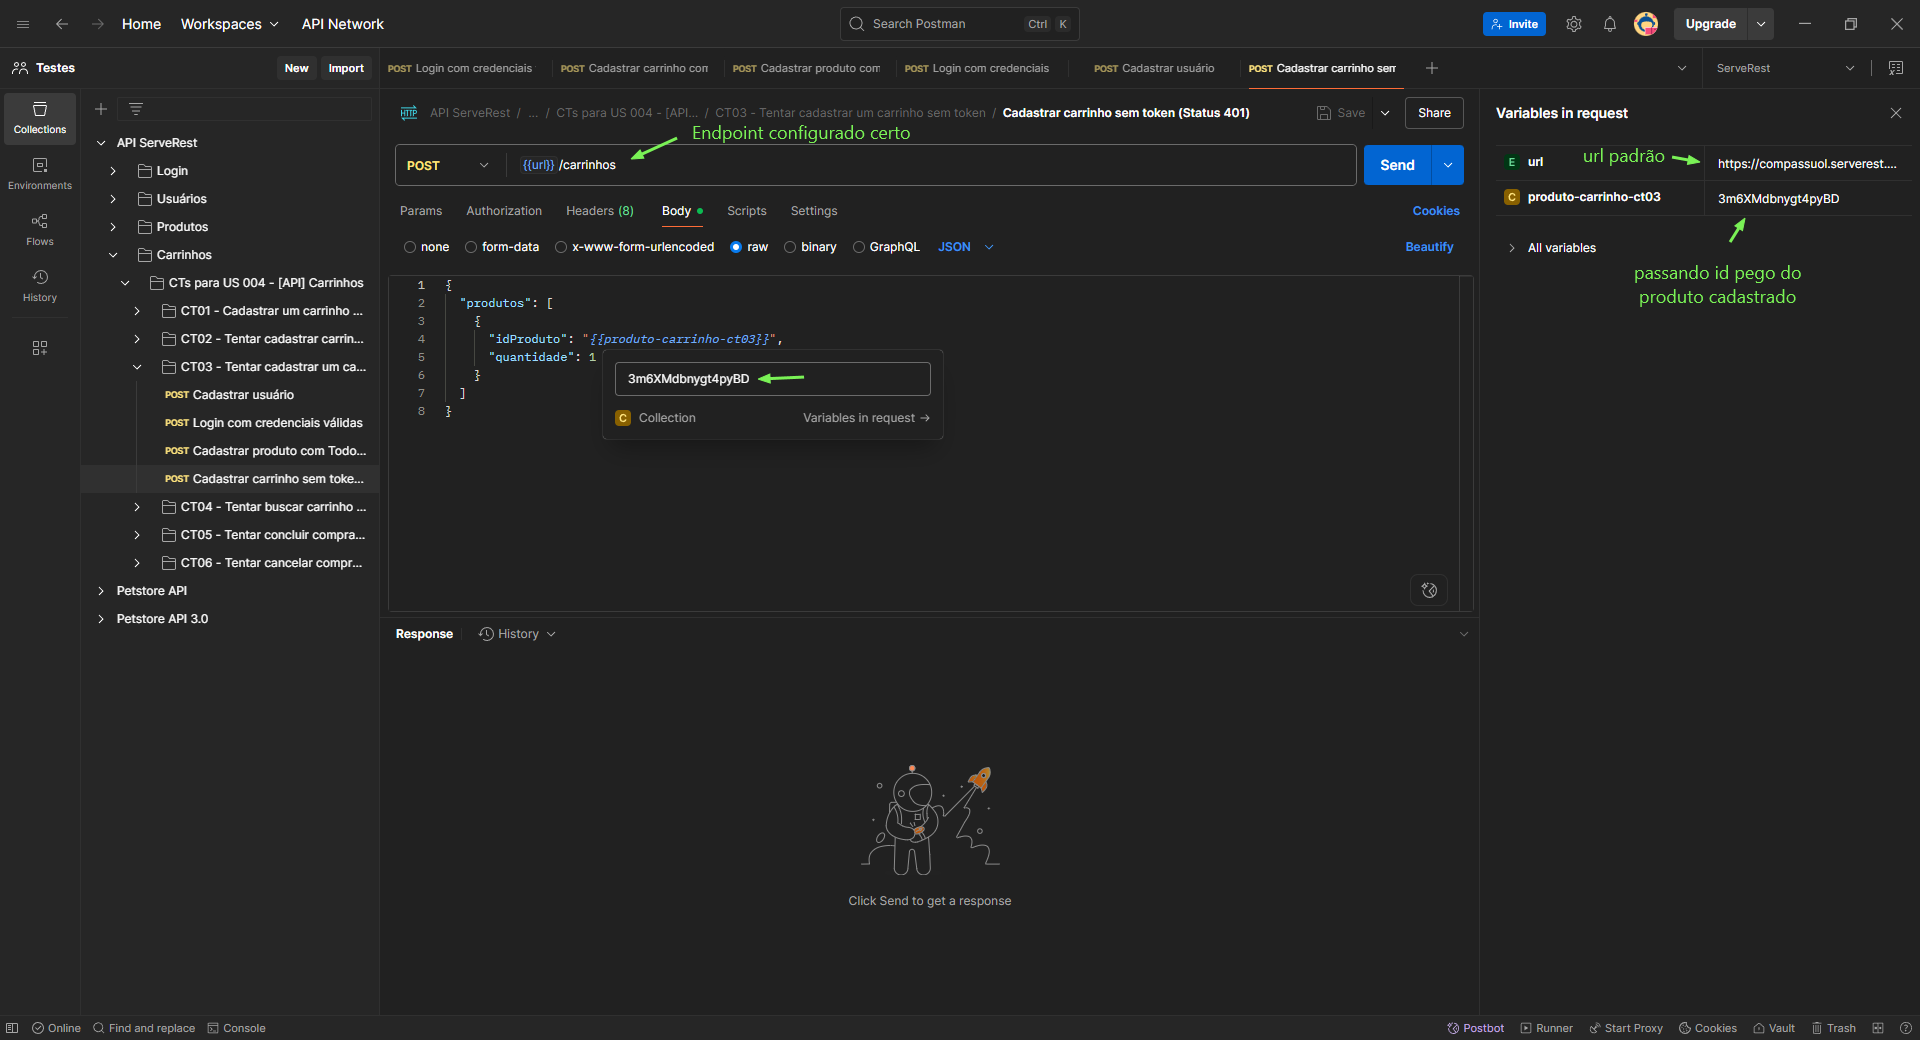 Home
Workspaces
API Network
Search Postman
Ctrl K
Invite
Upgrade
Testes
New
Import
POST Login com credenciais
POST Cadastrar carrinho com
POST Cadastrar produto com
POST Login com credenciais
POST Cadastrar usuário
POST Cadastrar carrinho sem
ServeRest
Collections
Environments
Flows
History
API ServeRest
Login
Usuários
Produtos
Carrinhos
CTs para US 004 - [API] Carrinhos
CT01 - Cadastrar um carrinho ...
CT02 - Tentar cadastrar carrin...
CT03 - Tentar cadastrar um ca...
POST Cadastrar usuário
POST Login com credenciais válidas
POST Cadastrar produto com Todo...
POST Cadastrar carrinho sem toke...
CT04 - Tentar buscar carrinho ...
CT05 - Tentar concluir compra...
CT06 - Tentar cancelar compr...
Petstore API
Petstore API 3.0
HTTP
API ServeRest / ... / CTs para US 004 - [API... / CT03 - Tentar cadastrar um carrinho sem token / Cadastrar carrinho sem token (Status 401)
Save
Share
Endpoint configurado certo
POST
{{url}} /carrinhos
Send
Params
Authorization
Headers (8)
Body
Scripts
Settings
Cookies
none
form-data
x-www-form-urlencoded
raw
binary
GraphQL
JSON
Beautify
1 {
2 "produtos": [
3 {
4 "idProduto": "{{produto-carrinho-ct03}}",
5 "quantidade": 1
6 }
7 ]
8 }
3m6XMdbnygt4pyBD
C Collection
Variables in request →
Response
History
Click Send to get a response
Variables in request
E url
url padrão
https://compassuol.serverest....
C produto-carrinho-ct03
3m6XMdbnygt4pyBD
All variables
passando id pego do
produto cadastrado
Online
Find and replace
Console
Postbot
Runner
Start Proxy
Cookies
Vault
Trash